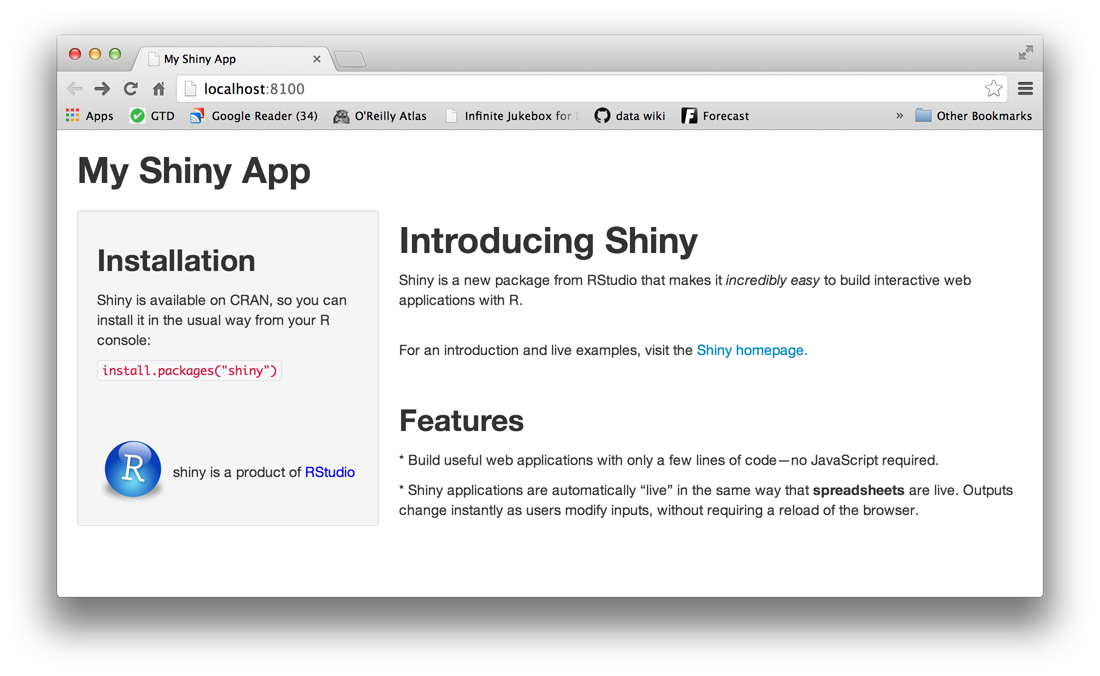 My Shiny App
localhost:8100
Apps
GTD
Google Reader (34)
O'Reilly Atlas
Infinite Jukebox for
data wiki
Forecast
»
Other Bookmarks
My Shiny App
Installation
Shiny is available on CRAN, so you can
install it in the usual way from your R
console:
install.packages("shiny")
R
shiny is a product of RStudio
Introducing Shiny
Shiny is a new package from RStudio that makes it incredibly easy to build interactive web
applications with R.
For an introduction and live examples, visit the Shiny homepage.
Features
* Build useful web applications with only a few lines of code—no JavaScript required.
* Shiny applications are automatically “live” in the same way that spreadsheets are live. Outputs
change instantly as users modify inputs, without requiring a reload of the browser.